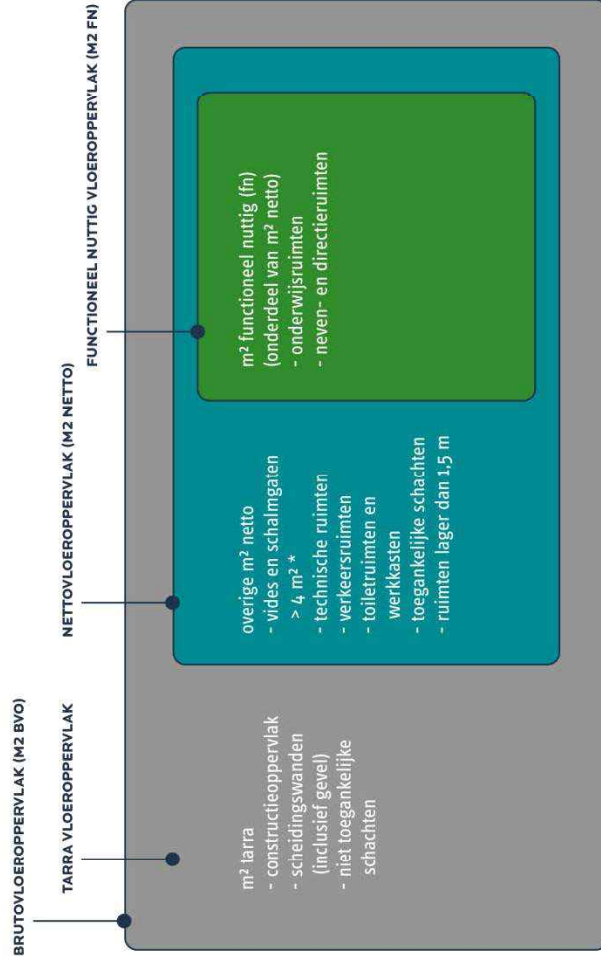 BRUTOVLOEROPPERVLAK (M2 BVO)
TARRA VLOEROPPERVLAK
NETTOVLOEROPPERVLAK (M2 NETTO)
FUNCTIONEEL NUTTIG VLOEROPPERVLAK (M2 FN)
m² tarra
- constructieoppervlak
- scheidingswanden
(inclusief gevel)
- niet toegankelijke
schachten
overige m² netto
- vides en schalmgaten
> 4 m² *
- technische ruimten
- verkeersruimten
- toiletruimten en
werkkasten
- toegankelijke schachten
- ruimten lager dan 1,5 m
m² functioneel nuttig (fn)
(onderdeel van m² netto)
- onderwijsruimten
- neven- en directieruimten